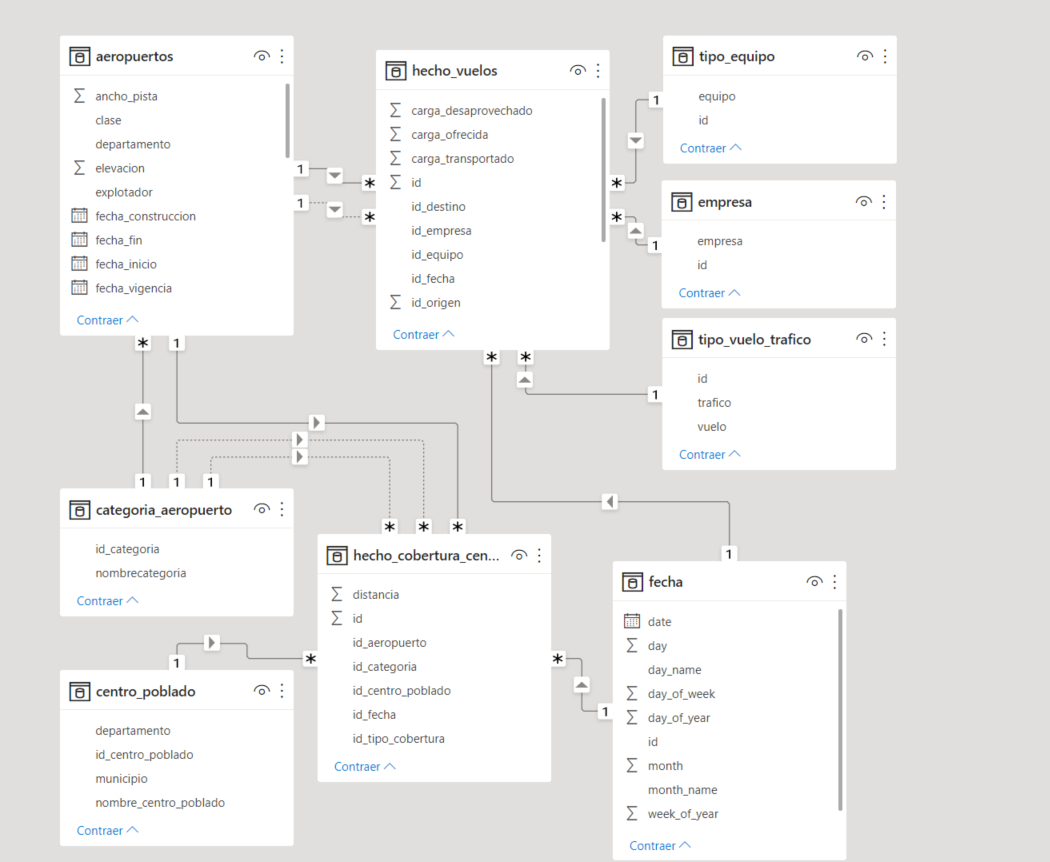 aeropuertos
ancho_pista
clase
departamento
elevacion
explotador
fecha_construccion
fecha_fin
fecha_inicio
fecha_vigencia
Contraer
hecho_vuelos
carga_desaprovechado
carga_ofrecida
carga_transportado
id
id_destino
id_empresa
id_equipo
id_fecha
id_origen
Contraer
tipo_equipo
equipo
id
Contraer
empresa
empresa
id
Contraer
tipo_vuelo_trafico
id
trafico
vuelo
Contraer
1
*
1
*
*
1
*
1
*
1
*
*
1
1
1
1
*
*
*
categoria_aeropuerto
id_categoria
nombrecategoria
Contraer
hecho_cobertura_cen...
distancia
id
id_aeropuerto
id_categoria
id_centro_poblado
id_fecha
id_tipo_cobertura
Contraer
1
fecha
date
day
day_name
day_of_week
day_of_year
id
month
month_name
week_of_year
Contraer
1
*
*
1
centro_poblado
departamento
id_centro_poblado
municipio
nombre_centro_poblado
Contraer